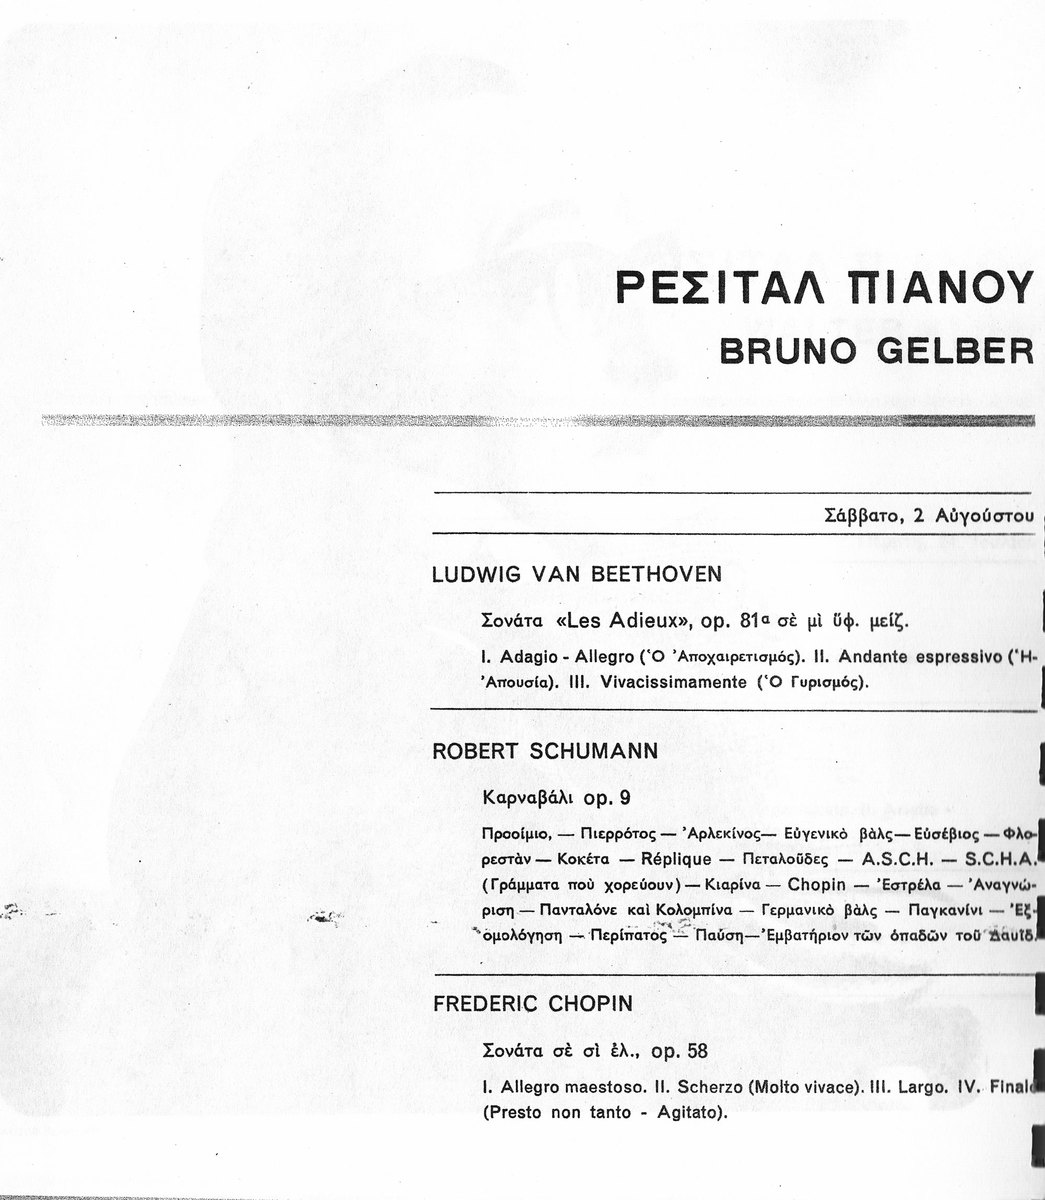 ΡΕΣΙΤΑΛ ΠΙΑΝΟΥ
BRUNO GELBER
Σάββατο, 2 Αὐγούστου
LUDWIG VAN BEETHOVEN
Σονάτα «Les Adieux», op. 81α σὲ μὶ ὕφ. μείζ.
I. Adagio - Allegro (Ὁ Ἀποχαιρετισμός). II. Andante espressivo (Ἡ-
Ἀπουσία). III. Vivacissimamente (Ὁ Γυρισμός).
ROBERT SCHUMANN
Καρναβάλι op. 9
Προοίμιο, — Πιερρότος — Ἀρλεκίνος— Εὐγενικὸ βὰλς— Εὐσέβιος — Φλο-
ρεστὰν — Κοκέτα — Réplique — Πεταλοῦδες — A.S.C.H. — S.C.H.A.
(Γράμματα ποὺ χορεύουν) — Κιαρίνα — Chopin — Ἐστρέλα — Ἀναγνώ-
ριση — Πανταλόνε καὶ Κολομπίνα — Γερμανικὸ βὰλς — Παγκανίνι — Ἐξ-
ομολόγηση — Περίπατος — Παύση—Ἐμβατήριον τῶν ὀπαδῶν τοῦ Δαυῒδ.
FREDERIC CHOPIN
Σονάτα σὲ σὶ ἐλ., op. 58
I. Allegro maestoso. II. Scherzo (Molto vivace). III. Largo. IV. Finale
(Presto non tanto - Agitato).